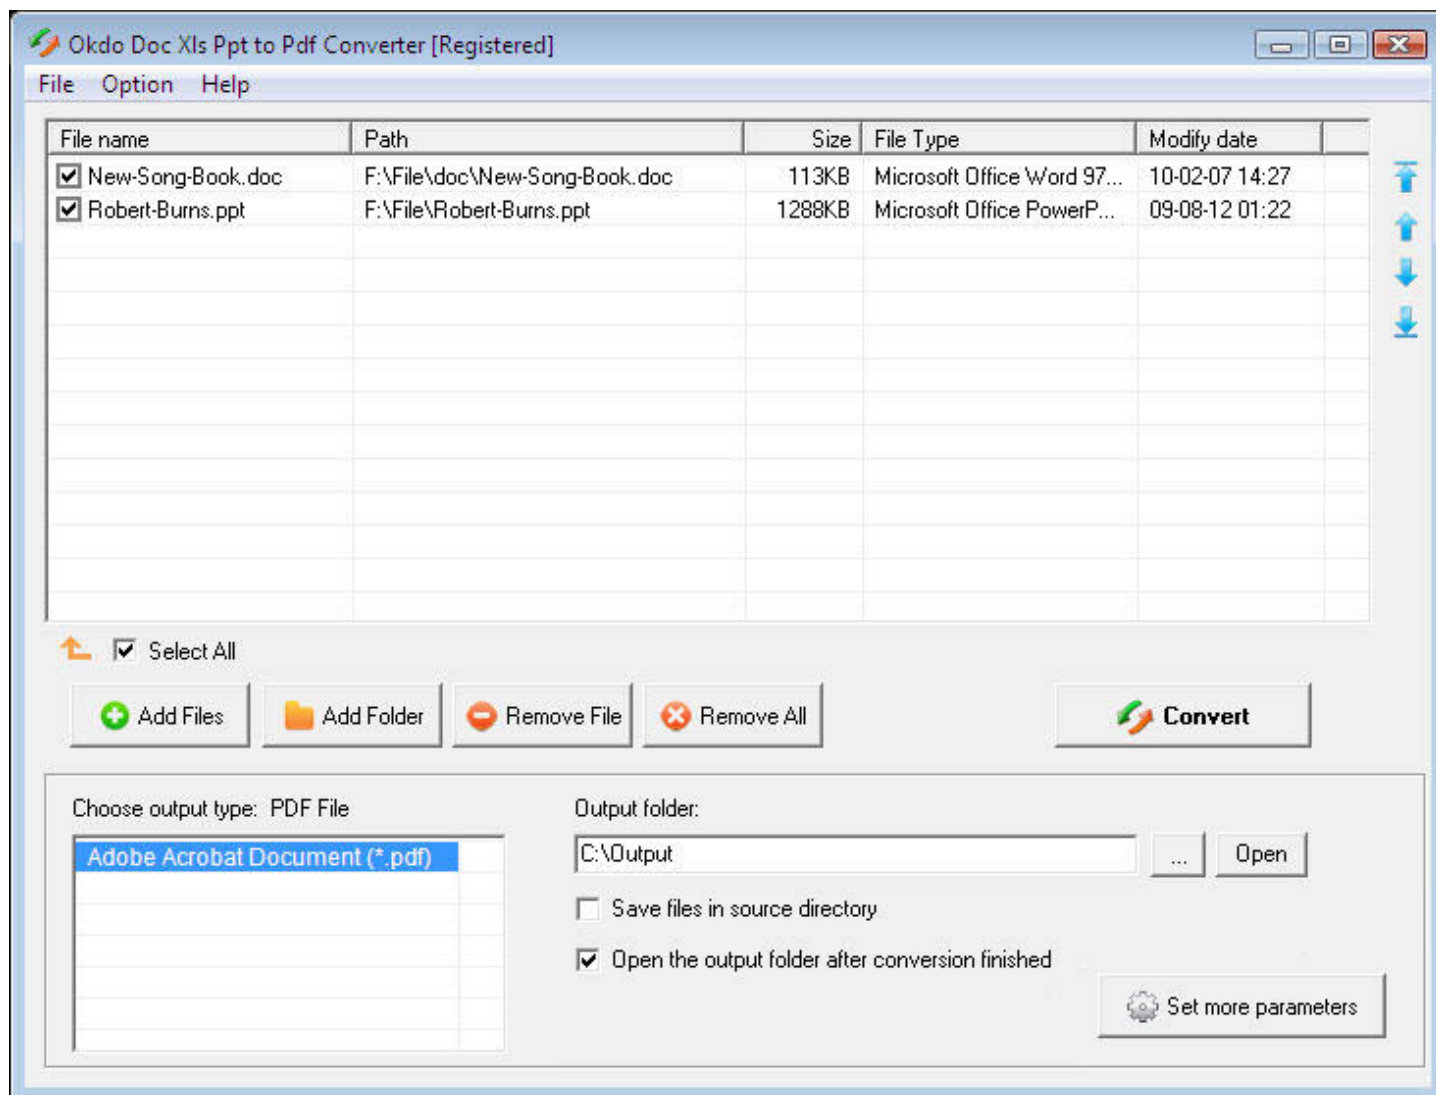 Okdo Doc Xls Ppt to Pdf Converter [Registered]
File Option Help
File name Path Size File Type Modify date
New-Song-Book.doc F:\File\doc\New-Song-Book.doc 113KB Microsoft Office Word 97... 10-02-07 14:27
Robert-Burns.ppt F:\File\Robert-Burns.ppt 1288KB Microsoft Office PowerP... 09-08-12 01:22
Select All
Add Files Add Folder Remove File Remove All Convert
Choose output type: PDF File Output folder:
Adobe Acrobat Document (*.pdf) C:\Output ... Open
Save files in source directory
Open the output folder after conversion finished
Set more parameters